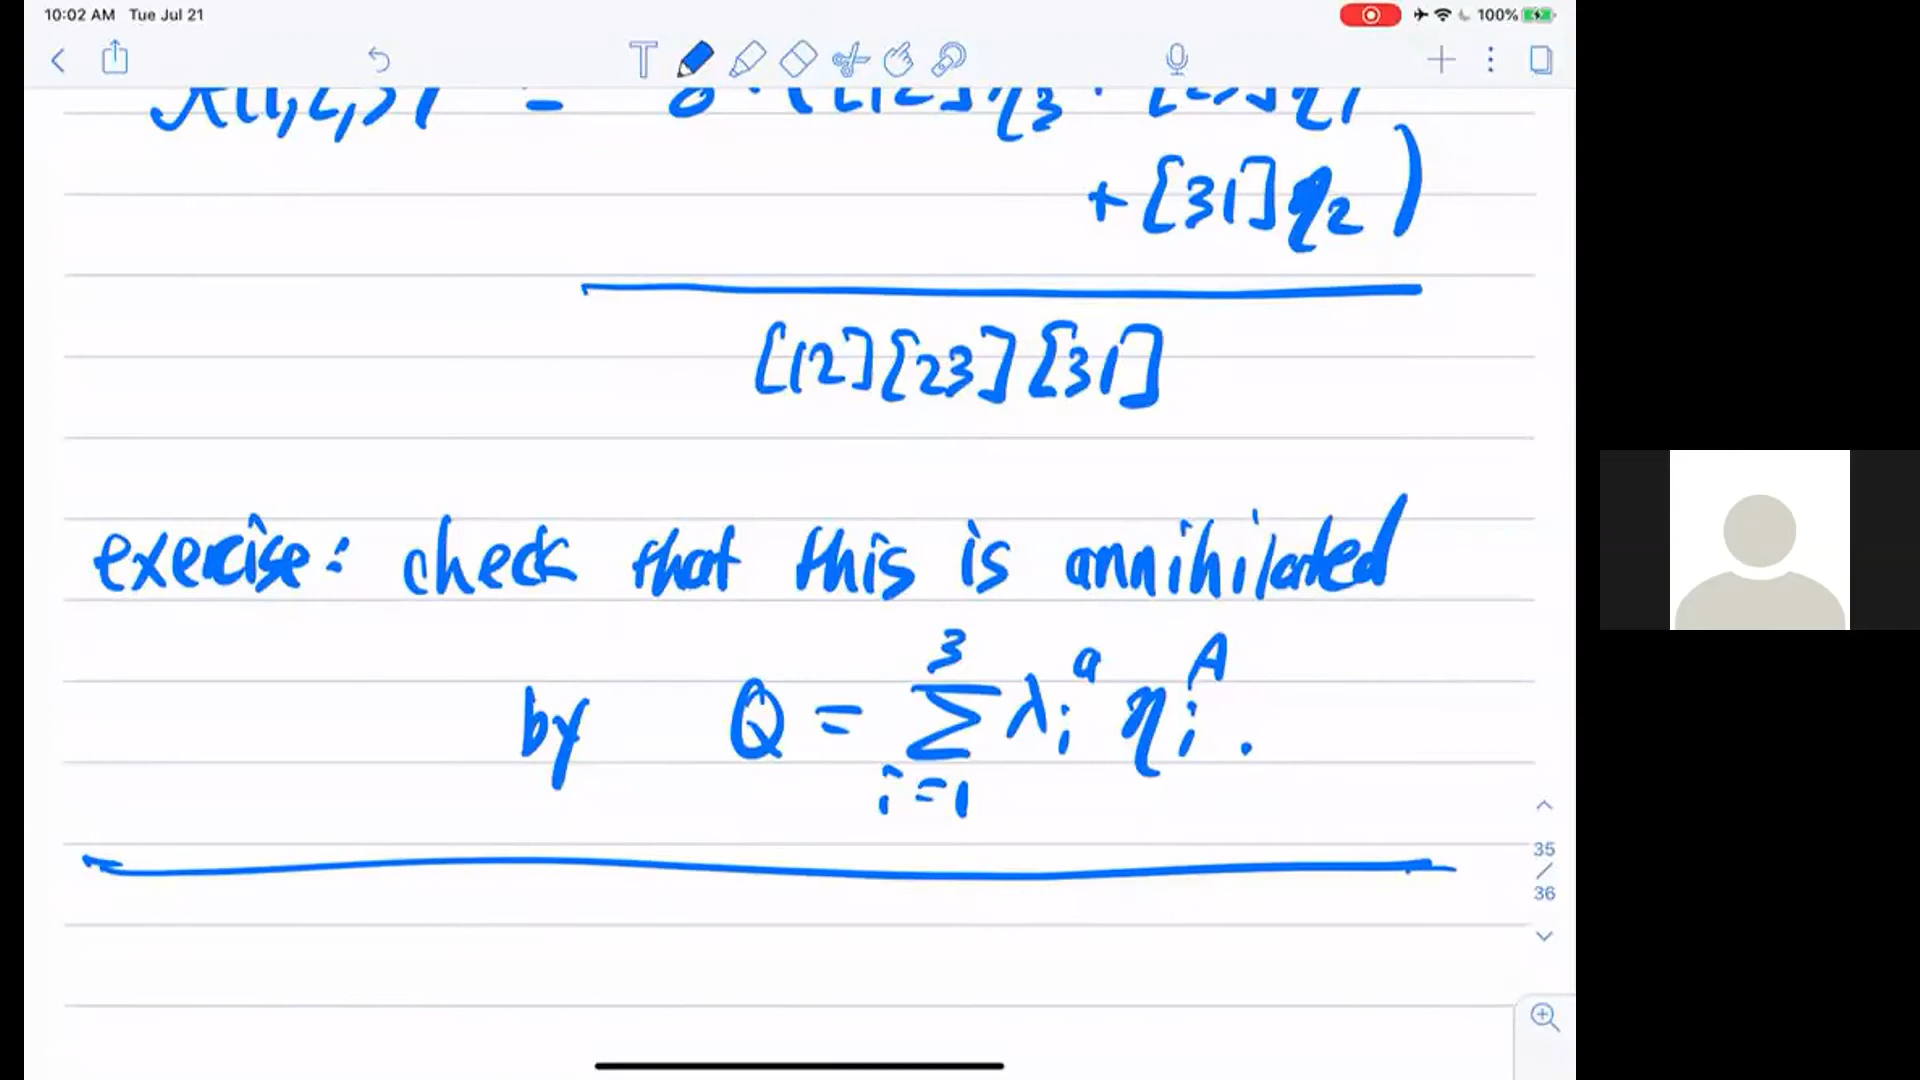 10:02 AM Tue Jul 21
100%
+ [31]η₂ )
[12][23][31]
exercise: check that this is annihilated
by Q = ∑_{i=1}^{3} λ_i^a η_i^A .
35
/
36